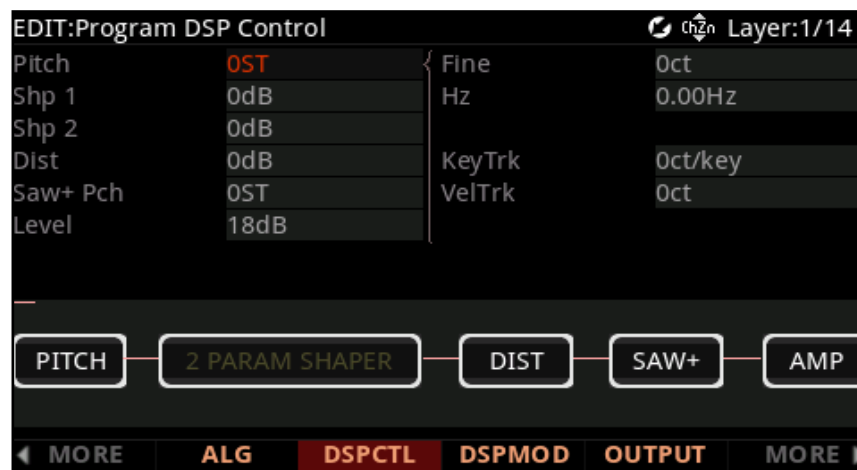 EDIT:Program DSP Control ChZn Layer:1/14
Pitch 0ST Fine 0ct
Shp 1 0dB Hz 0.00Hz
Shp 2 0dB
Dist 0dB KeyTrk 0ct/key
Saw+ Pch 0ST VelTrk 0ct
Level 18dB
PITCH 2 PARAM SHAPER DIST SAW+ AMP
MORE ALG DSPCTL DSPMOD OUTPUT MORE